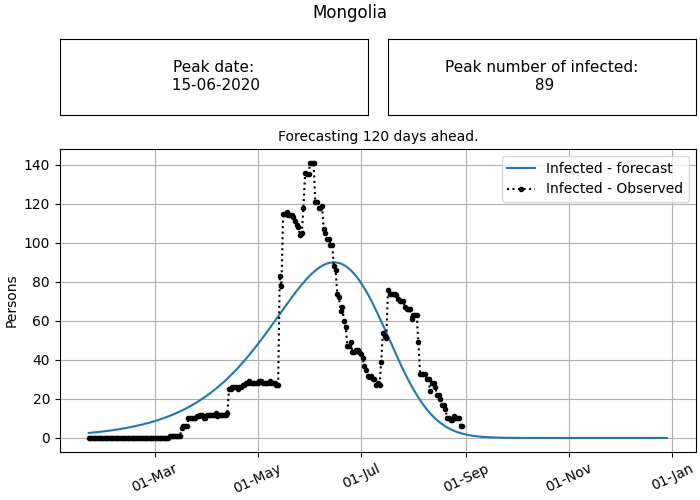 Mongolia
Peak date:
15-06-2020
Peak number of infected:
89
Forecasting 120 days ahead.
Infected - forecast
Infected - Observed
Persons
140
120
100
80
60
40
20
0
01-Mar
01-May
01-Jul
01-Sep
01-Nov
01-Jan